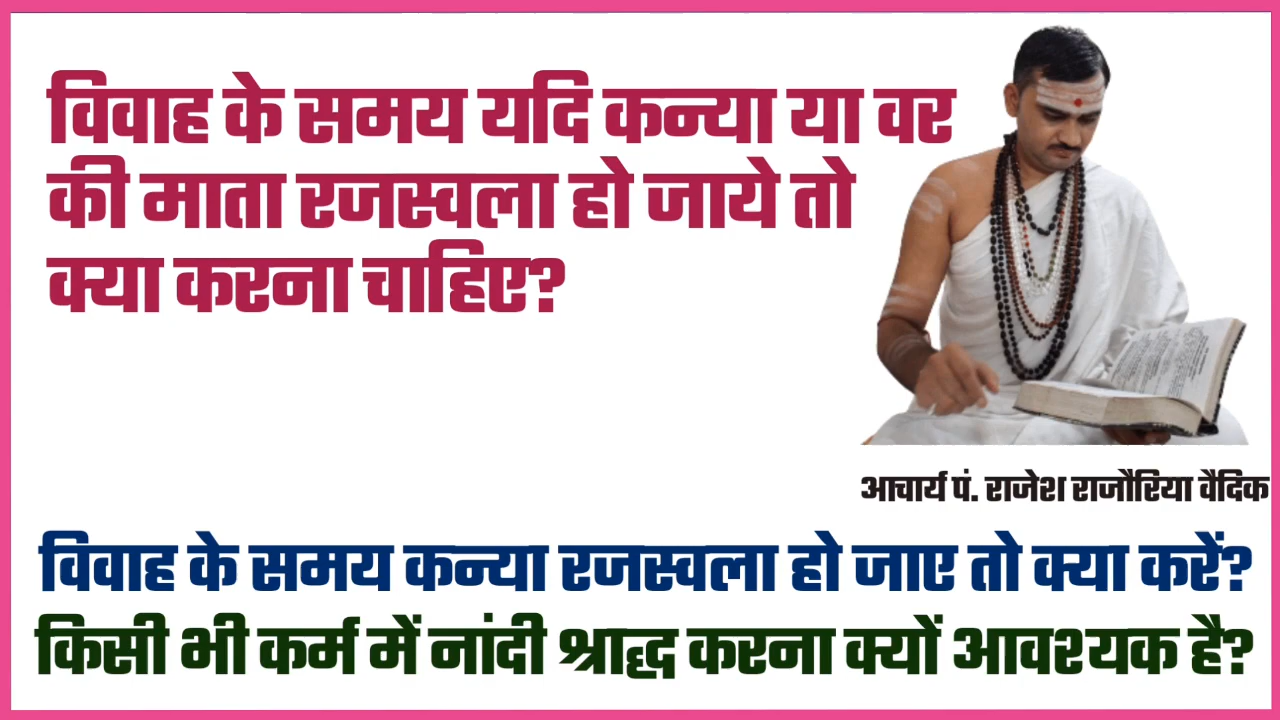 विवाह के समय यदि कन्या या वर
की माता रजस्वला हो जाये तो
क्या करना चाहिए?
आचार्य पं. राजेश राजौरिया वैदिक
विवाह के समय कन्या रजस्वला हो जाए तो क्या करें?
किसी भी कर्म में नांदी श्राद्ध करना क्यों आवश्यक है?